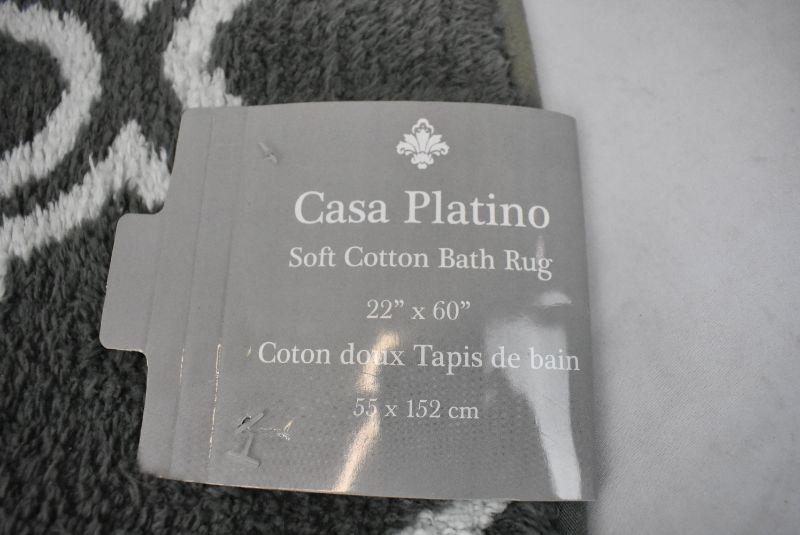 Casa Platino
Soft Cotton Bath Rug
22” x 60”
Coton doux Tapis de bain
55 x 152 cm